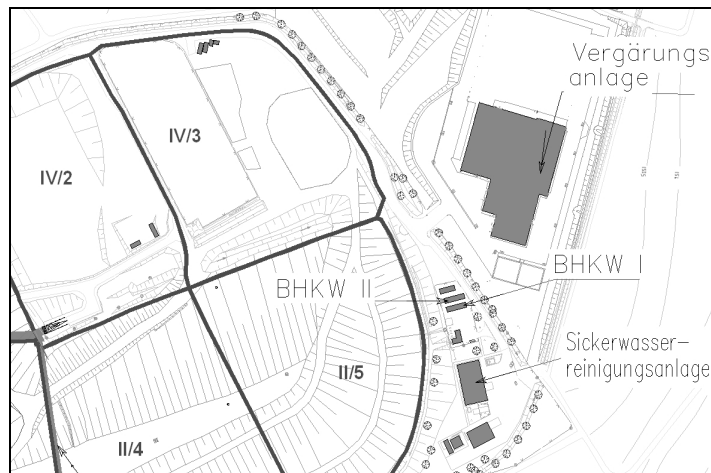 Vergärungs
anlage
IV/3
IV/2
BHKW II
BHKW I
Sickerwasser-
reinigungsanlage
II/5
II/4